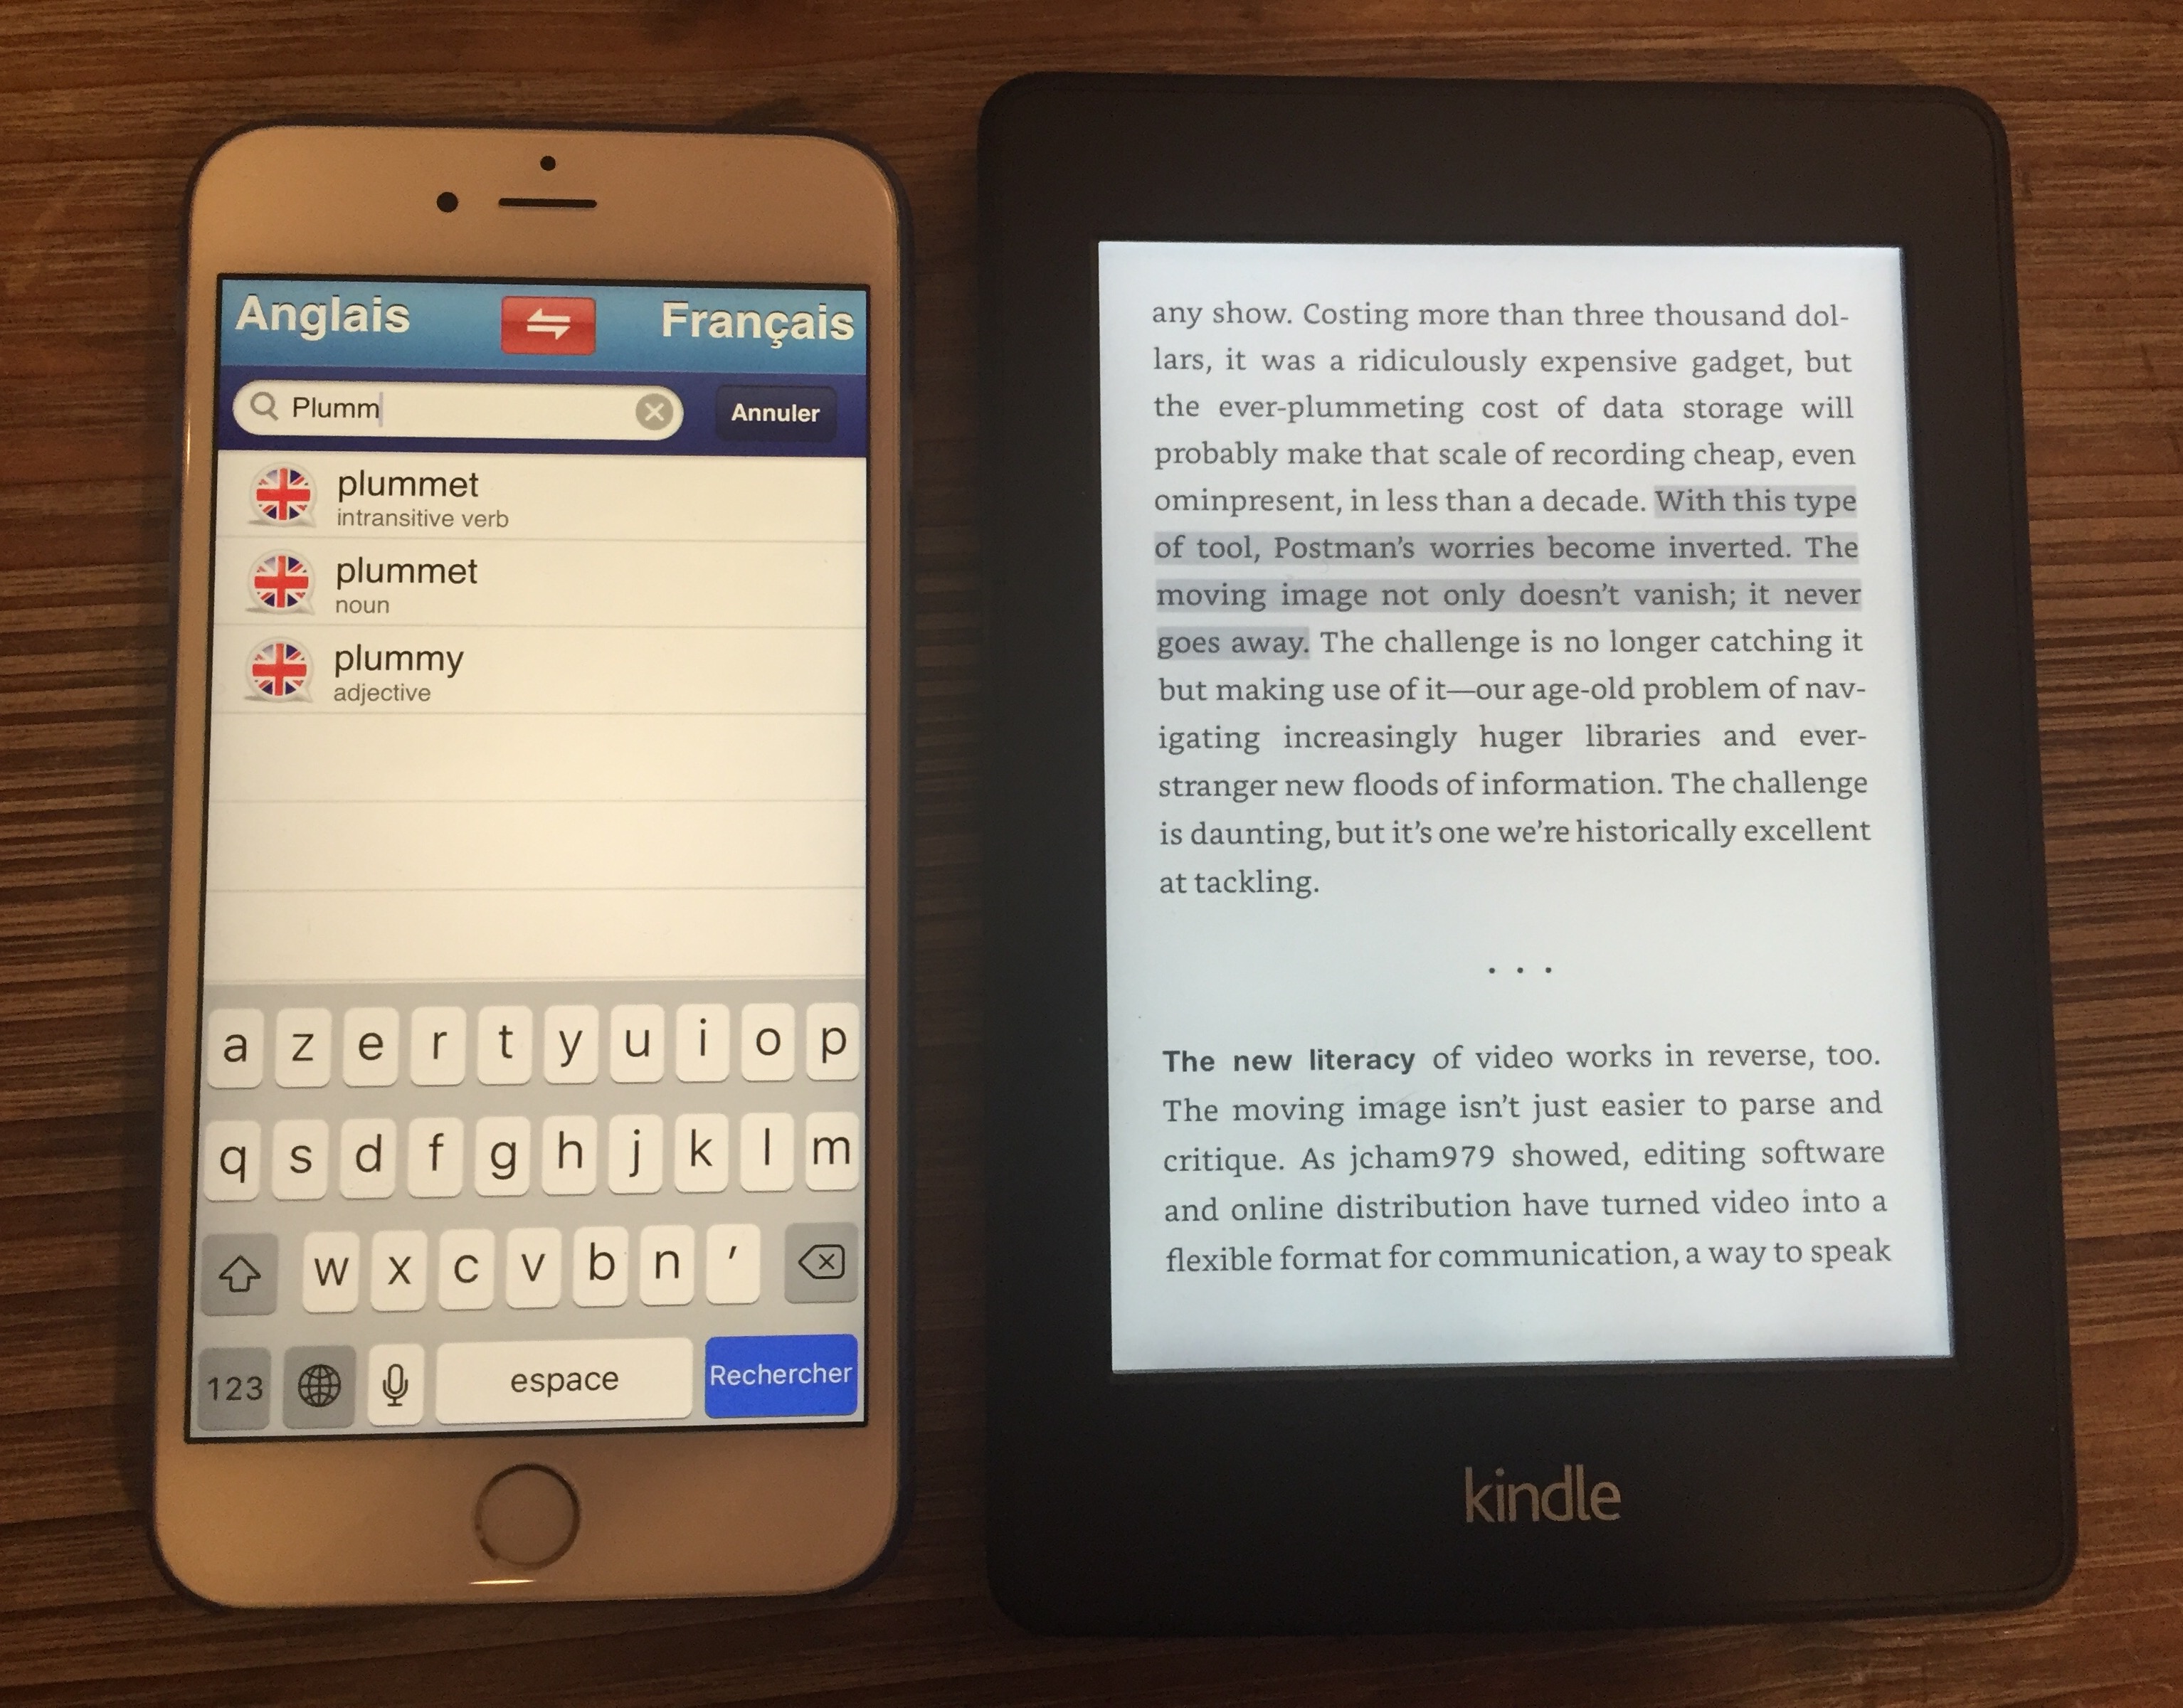 Anglais
Français
Plumm
Annuler
plummet
intransitive verb
plummet
noun
plummy
adjective
a z e r t y u i o p
q s d f g h j k l m
w x c v b n '
123
espace
Rechercher
any show. Costing more than three thousand dol-
lars, it was a ridiculously expensive gadget, but
the ever-plummeting cost of data storage will
probably make that scale of recording cheap, even
ominpresent, in less than a decade. With this type
of tool, Postman's worries become inverted. The
moving image not only doesn't vanish; it never
goes away. The challenge is no longer catching it
but making use of it—our age-old problem of nav-
igating increasingly huger libraries and ever-
stranger new floods of information. The challenge
is daunting, but it's one we're historically excellent
at tackling.
. . .
The new literacy of video works in reverse, too.
The moving image isn't just easier to parse and
critique. As jcham979 showed, editing software
and online distribution have turned video into a
flexible format for communication, a way to speak
kindle